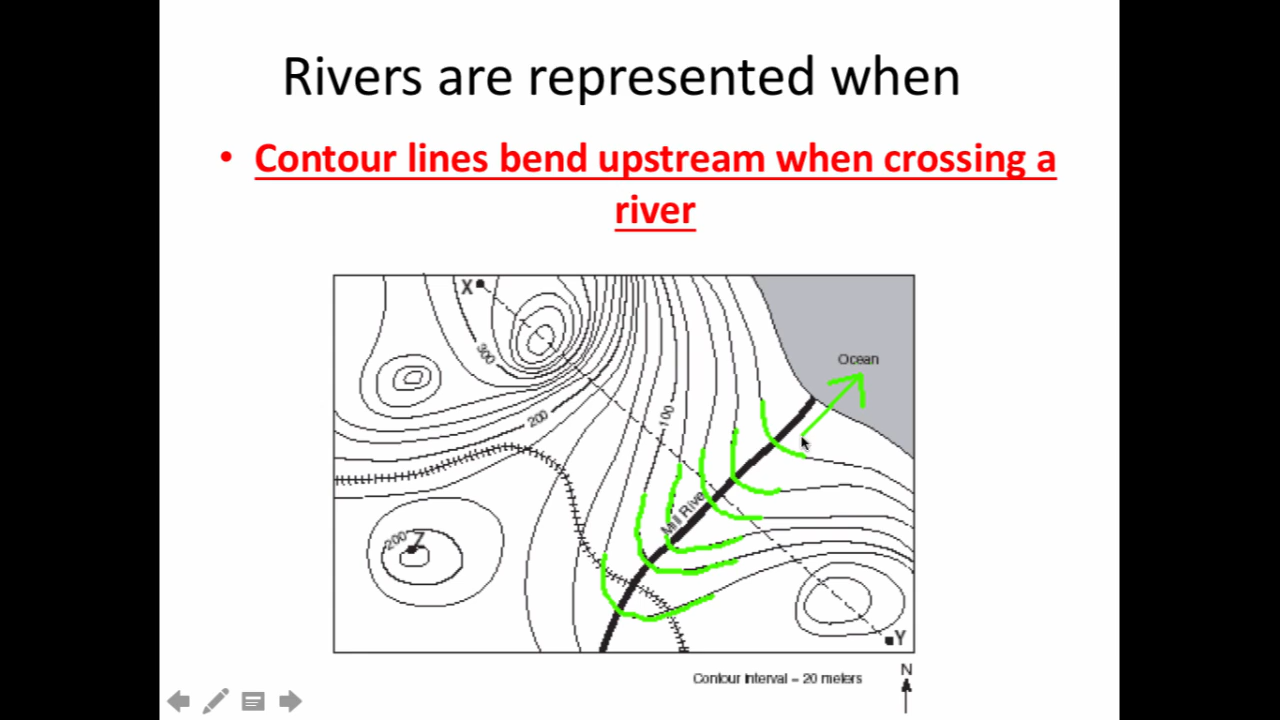 Rivers are represented when
• Contour lines bend upstream when crossing a
river
X
300
Ocean
200
100
Mill River
200
Z
Y
Contour interval = 20 meters
N